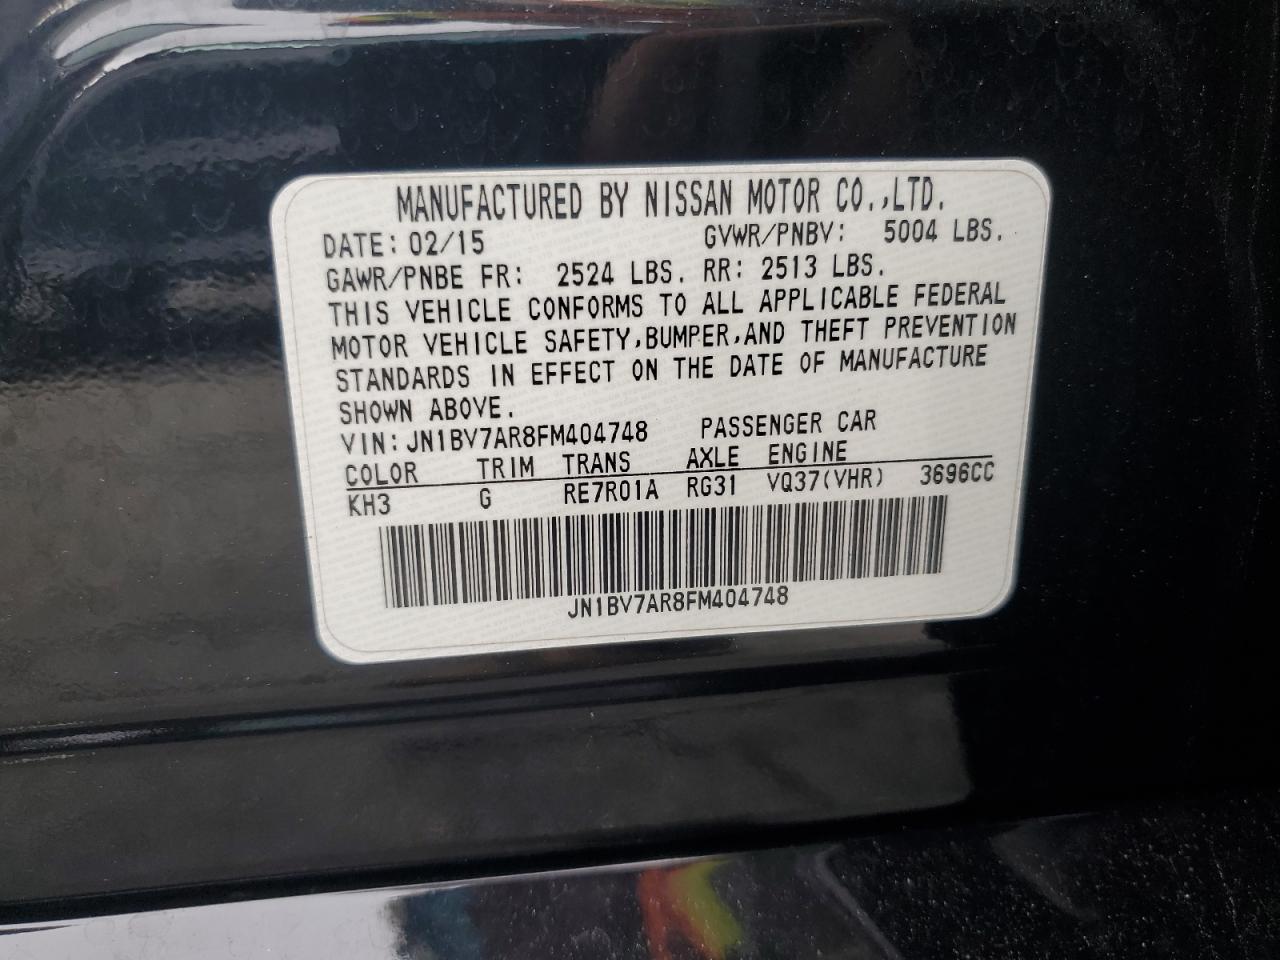 MANUFACTURED BY NISSAN MOTOR CO.,LTD.
DATE: 02/15 GVWR/PNBV: 5004 LBS.
GAWR/PNBE FR: 2524 LBS. RR: 2513 LBS.
THIS VEHICLE CONFORMS TO ALL APPLICABLE FEDERAL
MOTOR VEHICLE SAFETY,BUMPER,AND THEFT PREVENTION
STANDARDS IN EFFECT ON THE DATE OF MANUFACTURE
SHOWN ABOVE.
VIN:JN1BV7AR8FM404748 PASSENGER CAR
COLOR TRIM TRANS AXLE ENGINE
KH3 G RE7R01A RG31 VQ37(VHR) 3696CC
JN1BV7AR8FM404748